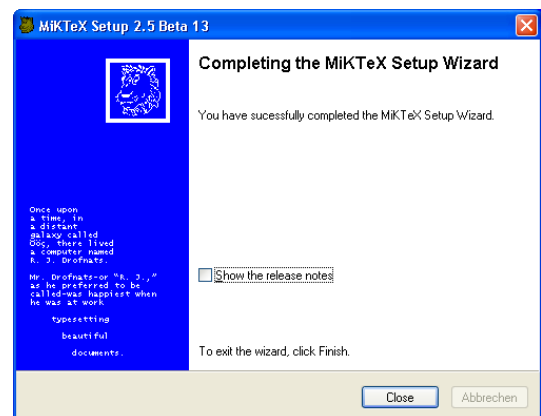 MiKTeX Setup 2.5 Beta 13
Completing the MiKTeX Setup Wizard
You have sucessfully completed the MiKTeX Setup Wizard.
Once upon
a time, in
a distant
galaxy called
Ööç, there lived
a computer named
R. J. Drofnats.
Mr. Drofnats-or "R. J.,"
as he preferred to be
called-was happiest when
he was at work
typesetting
beautiful
documents.
Show the release notes
To exit the wizard, click Finish.
Close
Abbrechen